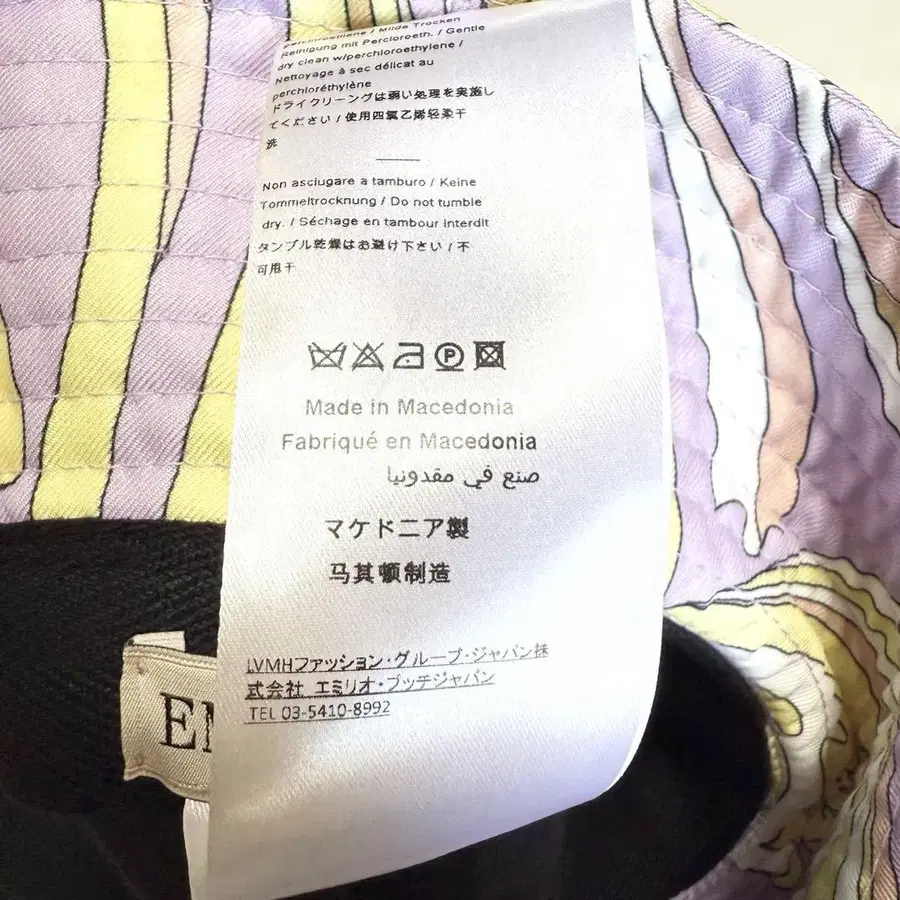 percloroetilene / Milde Trocken
Reinigung mit Percloroeth. / Gentle
dry clean w/perchloroethylene /
Nettoyage à sec délicat au
perchloréthylène
ドライクリーングは弱い処理を実施し
てください / 使用四氯乙烯轻柔干
洗
Non asciugare a tamburo / Keine
Tommeltrocknung / Do not tumble
dry. / Séchage en tambour interdit
タンブル乾燥はお避け下さい / 不
可甩干
P
Made in Macedonia
Fabriqué en Macedonia
صنع في مقدونيا
マケドニア製
马其顿制造
LVMHファッション・グループ・ジャパン株
式会社 エミリオ・プッチジャパン
TEL 03-5410-8992